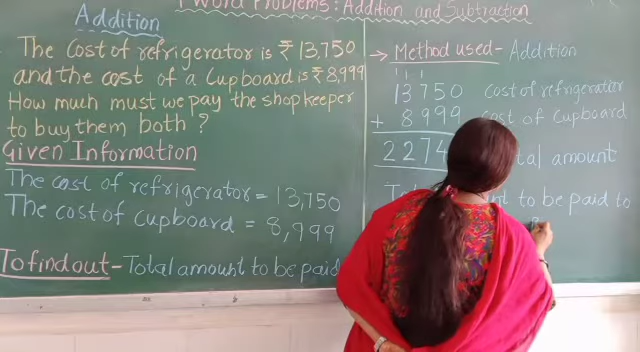 Word Problems: Addition and Subtraction
Addition
The Cost of refrigerator is ₹ 13,750
and the cost of a Cupboard is ₹ 8,999
How much must we pay the shopkeeper
to buy them both ?
Given Information
The cost of refrigerator = 13,750
The cost of cupboard = 8,999
To find out - Total amount to be paid
→ Method used - Addition
1 1 1
13750 cost of refrigerator
+ 8999 cost of Cupboard
2274
amount
to be paid to